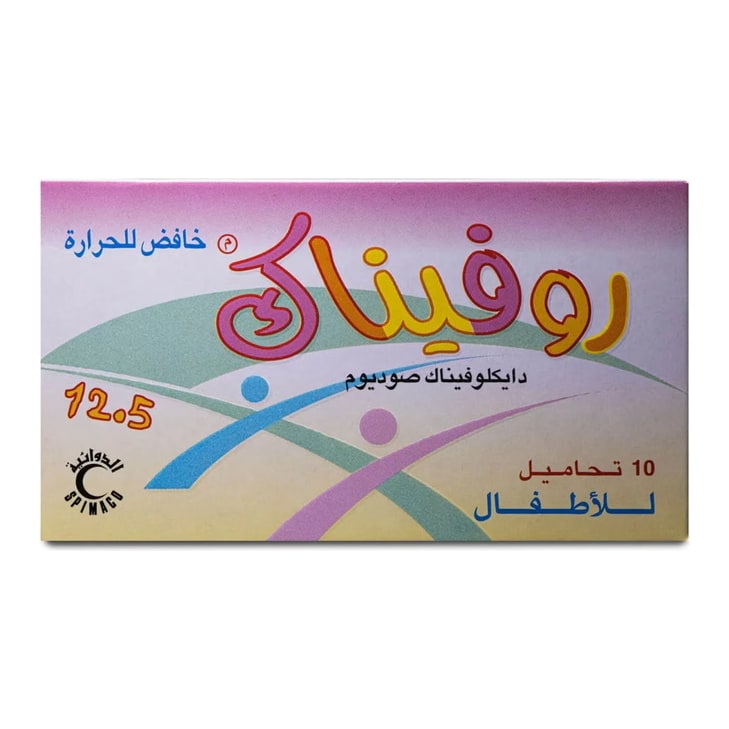 روفيناك
م خافض للحرارة
دايكلوفيناك صوديوم
12.5
10 تحاميل
للأطفال
الدوائية
SPIMACO